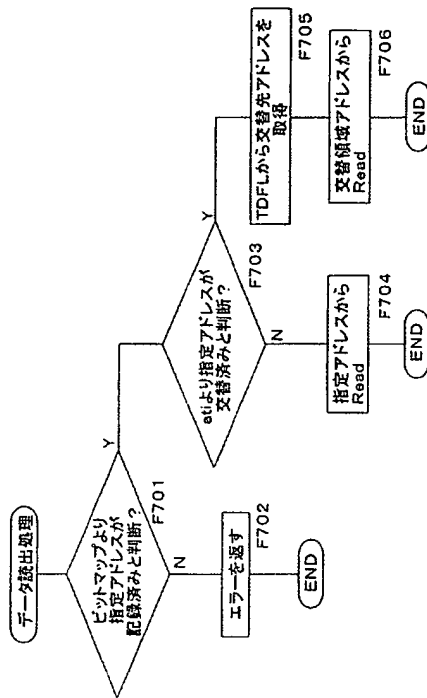 データ読出処理
ビットマップより
指定アドレスが
記録済みと判断?
F701
Y
N
エラーを返す
F702
END
atiより指定アドレスが
交替済みと判断?
F703
Y
N
指定アドレスから
Read
F704
END
TDFLから交替先アドレスを
取得
F705
交替領域アドレスから
Read
F706
END